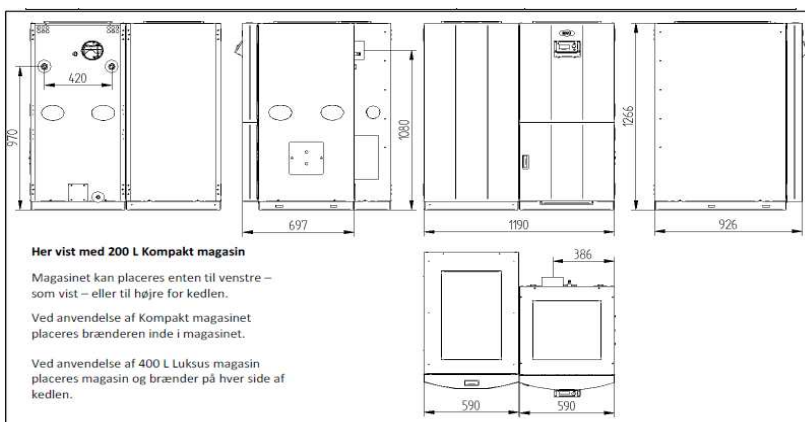 420
970
697
1080
1190
1266
926
Her vist med 200 L Kompakt magasin
Magasinet kan placeres enten til venstre –
som vist – eller til højre for kedlen.
Ved anvendelse af Kompakt magasinet
placeres brænderen inde i magasinet.
Ved anvendelse af 400 L Luksus magasin
placeres magasin og brænder på hver side af
kedlen.
386
590
590